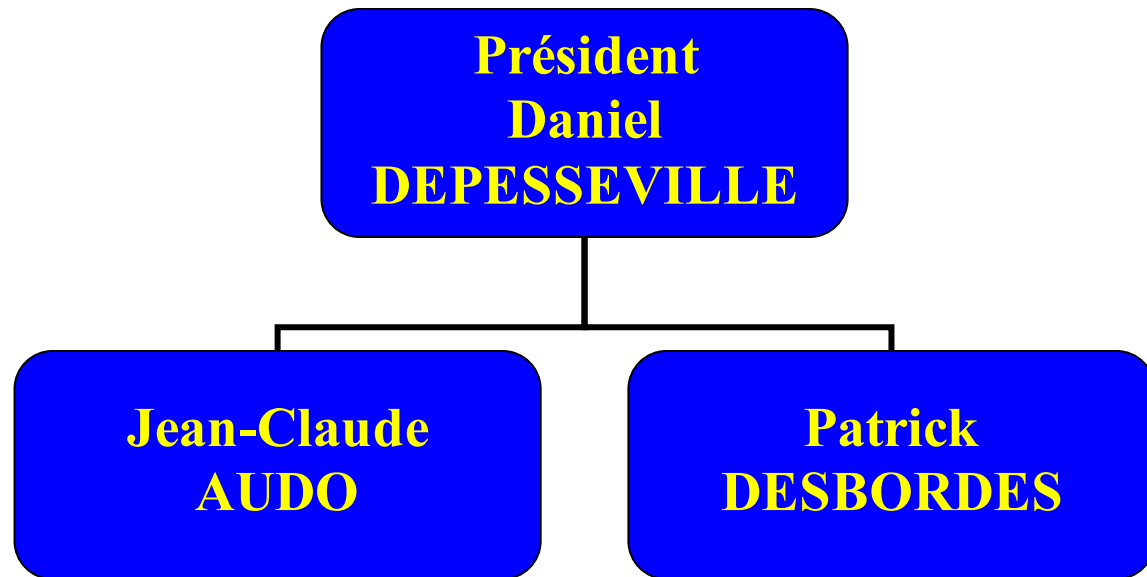 Président
Daniel
DEPESSEVILLE
Jean-Claude
AUDO
Patrick
DESBORDES